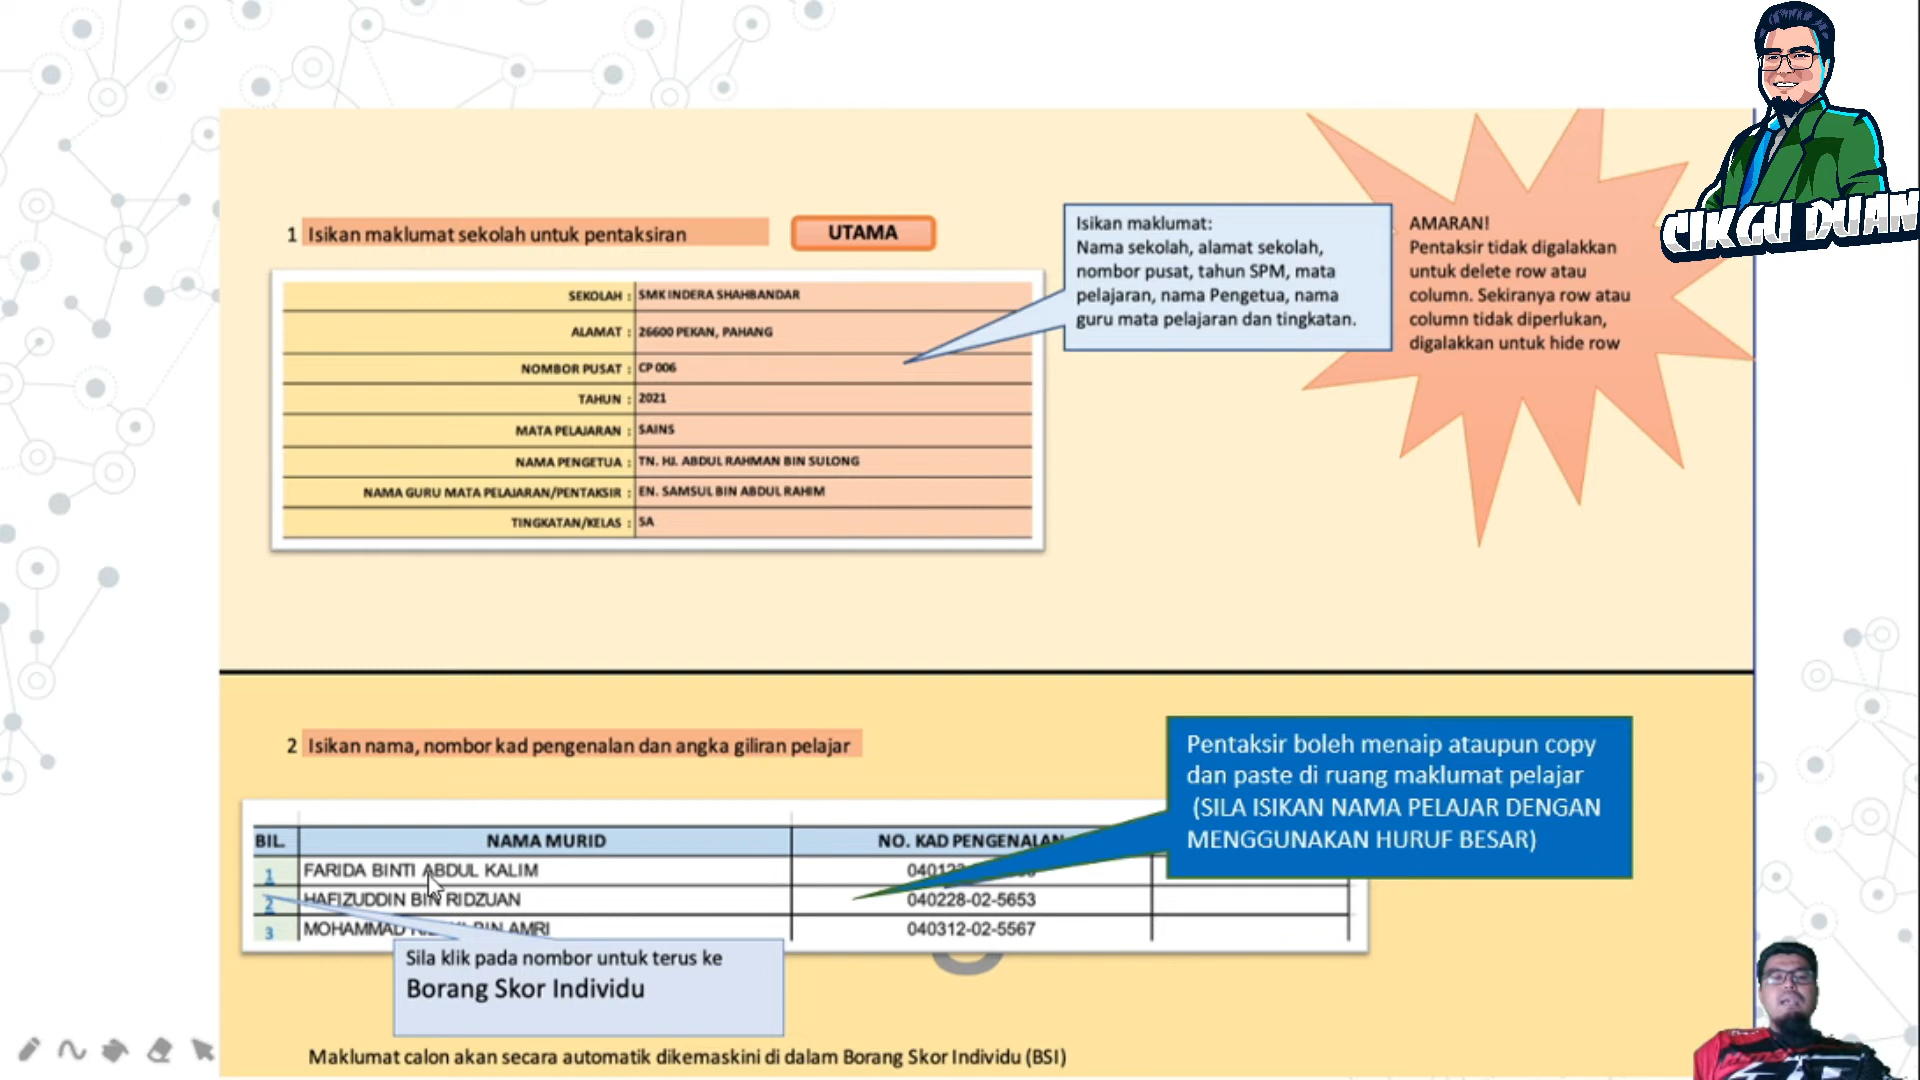 CIKGU DUAN
1 Isikan maklumat sekolah untuk pentaksiran
UTAMA
SEKOLAH : SMK INDERA SHAHBANDAR
ALAMAT : 26600 PEKAN, PAHANG
NOMBOR PUSAT : CP 006
TAHUN : 2021
MATA PELAJARAN : SAINS
NAMA PENGETUA : TN. HJ. ABDUL RAHMAN BIN SULONG
NAMA GURU MATA PELAJARAN/PENTAKSIR : EN. SAMSUL BIN ABDUL RAHIM
TINGKATAN/KELAS : 5A
Isikan maklumat:
Nama sekolah, alamat sekolah,
nombor pusat, tahun SPM, mata
pelajaran, nama Pengetua, nama
guru mata pelajaran dan tingkatan.
AMARAN!
Pentaksir tidak digalakkan
untuk delete row atau
column. Sekiranya row atau
column tidak diperlukan,
digalakkan untuk hide row
2 Isikan nama, nombor kad pengenalan dan angka giliran pelajar
Pentaksir boleh menaip ataupun copy
dan paste di ruang maklumat pelajar
(SILA ISIKAN NAMA PELAJAR DENGAN
MENGGUNAKAN HURUF BESAR)
BIL. NAMA MURID NO. KAD PENGENALAN
1 FARIDA BINTI ABDUL KALIM
2 HAFIZUDDIN BIN RIDZUAN 040228-02-5653
3 MOHAMMAD BIN AMRI 040312-02-5567
Sila klik pada nombor untuk terus ke
Borang Skor Individu
Maklumat calon akan secara automatik dikemaskini di dalam Borang Skor Individu (BSI)